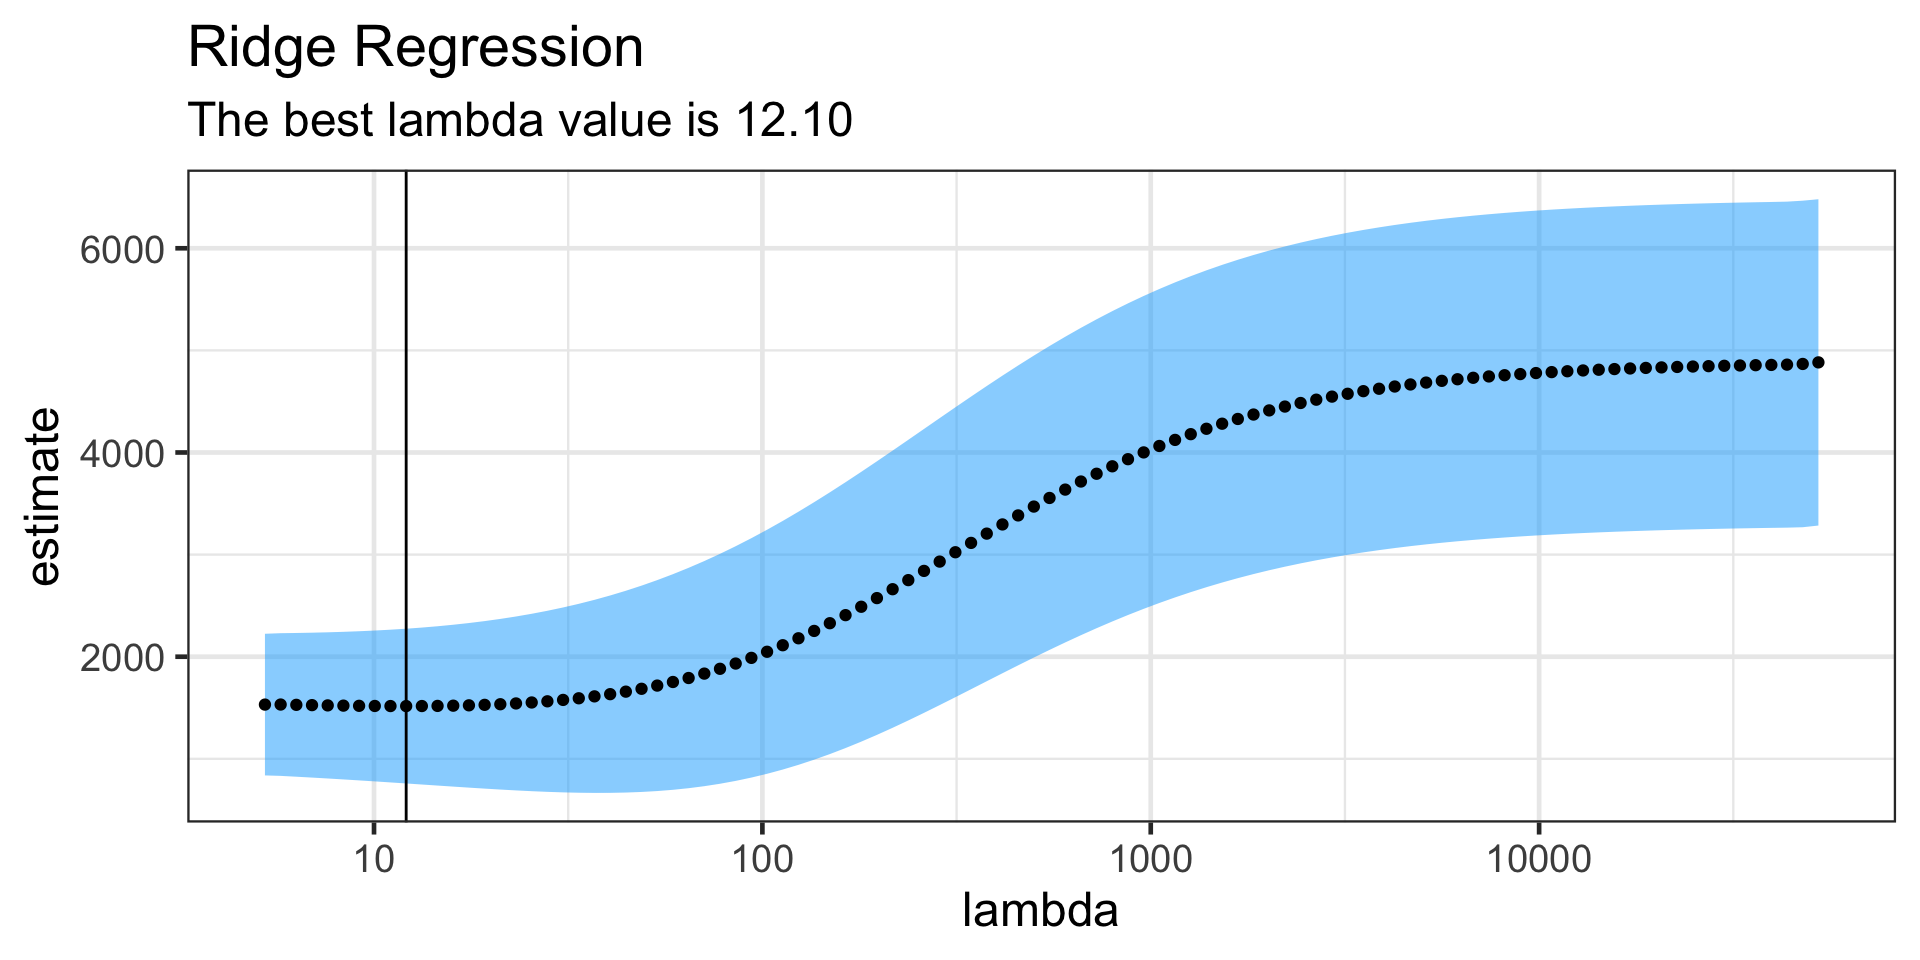 Ridge Regression
The best lambda value is 12.10
6000
4000
2000
estimate
10 100 1000 10000
lambda